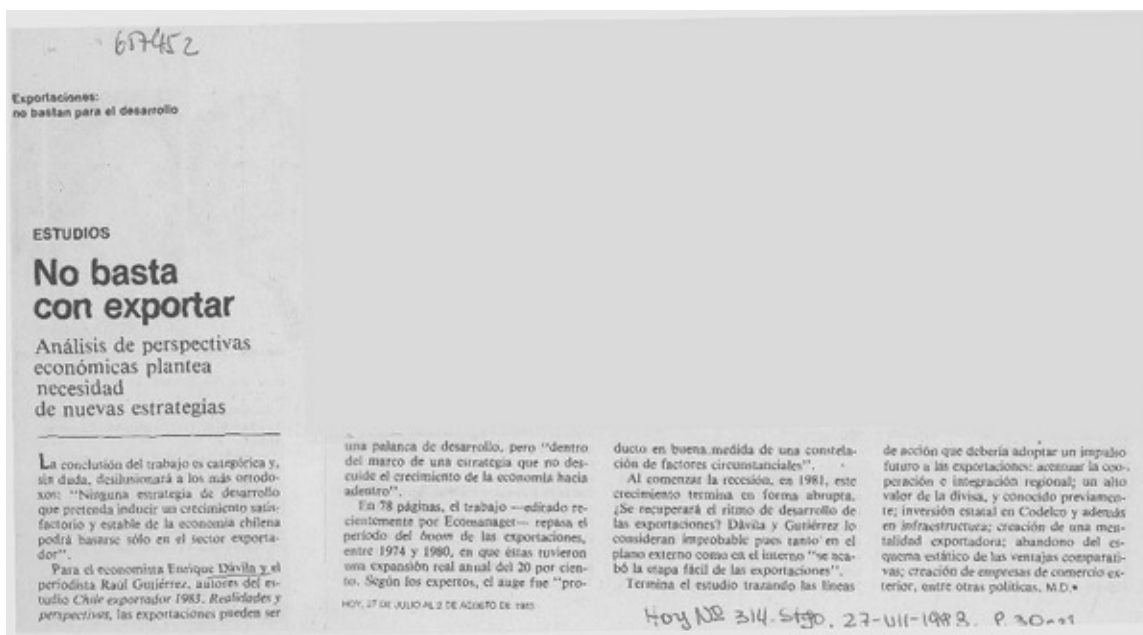 657452
Exportaciones:
no bastan para el desarrollo
ESTUDIOS
No basta
con exportar
Análisis de perspectivas
económicas plantea
necesidad
de nuevas estrategias
La conclusión del trabajo es categórica y,
sin duda, desilusionará a los más ortodo-
xos: "Ninguna estrategia de desarrollo
que pretenda inducir un crecimiento satis-
factorio y estable de la economía chilena
podrá basarse sólo en el sector exporta-
dor".
Para el economista Enrique Dávila y el
periodista Raúl Gutiérrez, autores del es-
tudio Chile exportador 1983. Realidades y
perspectivas, las exportaciones pueden ser
una palanca de desarrollo, pero "dentro
del marco de una estrategia que no des-
cuide el crecimiento de la economía hacia
adentro".
En 78 páginas, el trabajo —editado re-
cientemente por Ecomanager— repasa el
período del boom de las exportaciones,
entre 1974 y 1980, en que éstas tuvieron
una expansión real anual del 20 por cien-
to. Según los expertos, el auge fue "pro-
HOY, 27 DE JULIO AL 2 DE AGOSTO DE 1983
ducto en buena medida de una constela-
ción de factores circunstanciales".
Al comenzar la recesión, en 1981, este
crecimiento termina en forma abrupta.
¿Se recuperará el ritmo de desarrollo de
las exportaciones? Dávila y Gutiérrez lo
consideran improbable pues tanto en el
plano externo como en el interno "se aca-
bó la etapa fácil de las exportaciones".
Termina el estudio trazando las líneas
de acción que debería adoptar un impulso
futuro a las exportaciones: acentuar la coo-
peración e integración regional; un alto
valor de la divisa, y conocido previamen-
te; inversión estatal en Codelco y además
en infraestructura; creación de una men-
talidad exportadora; abandono del es-
quema estático de las ventajas comparati-
vas; creación de empresas de comercio ex-
terior, entre otras políticas. M.D.
Hoy Nº 314. Stgo. 27-VII-1983. P. 30